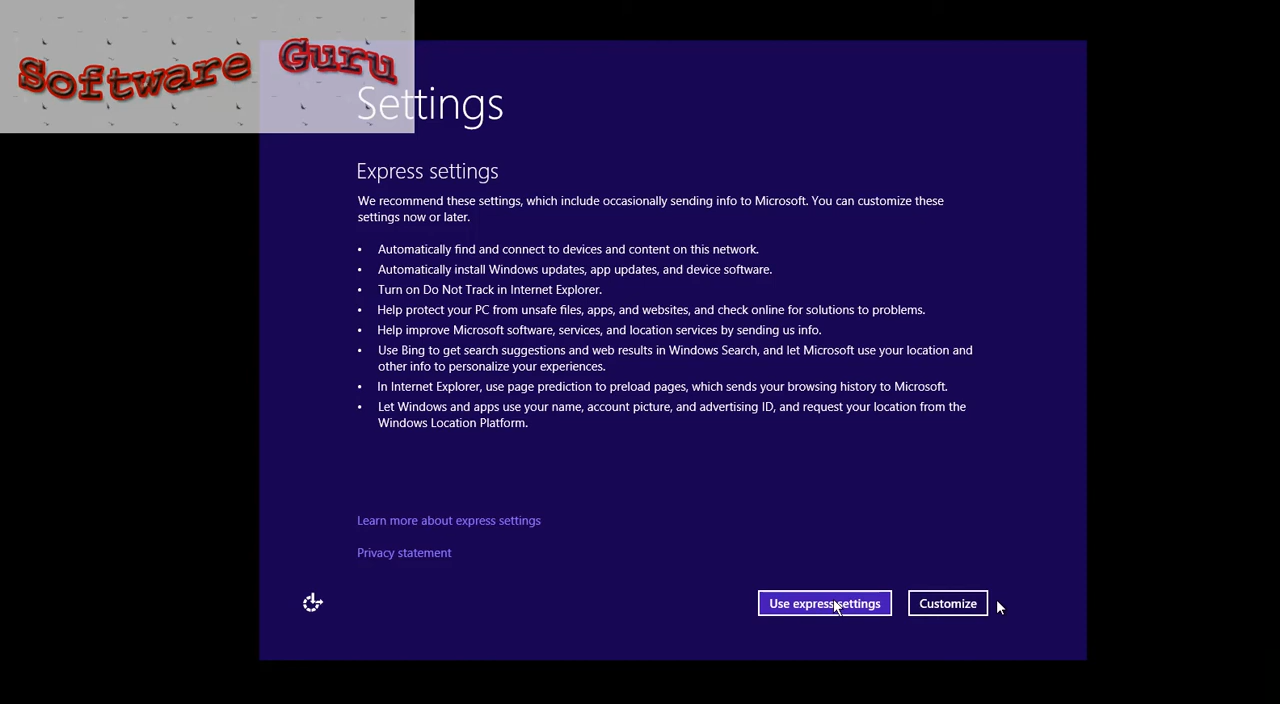 Software Guru
Settings
Express settings
We recommend these settings, which include occasionally sending info to Microsoft. You can customize these
settings now or later.
• Automatically find and connect to devices and content on this network.
• Automatically install Windows updates, app updates, and device software.
• Turn on Do Not Track in Internet Explorer.
• Help protect your PC from unsafe files, apps, and websites, and check online for solutions to problems.
• Help improve Microsoft software, services, and location services by sending us info.
• Use Bing to get search suggestions and web results in Windows Search, and let Microsoft use your location and
other info to personalize your experiences.
• In Internet Explorer, use page prediction to preload pages, which sends your browsing history to Microsoft.
• Let Windows and apps use your name, account picture, and advertising ID, and request your location from the
Windows Location Platform.
Learn more about express settings
Privacy statement
Use express settings
Customize